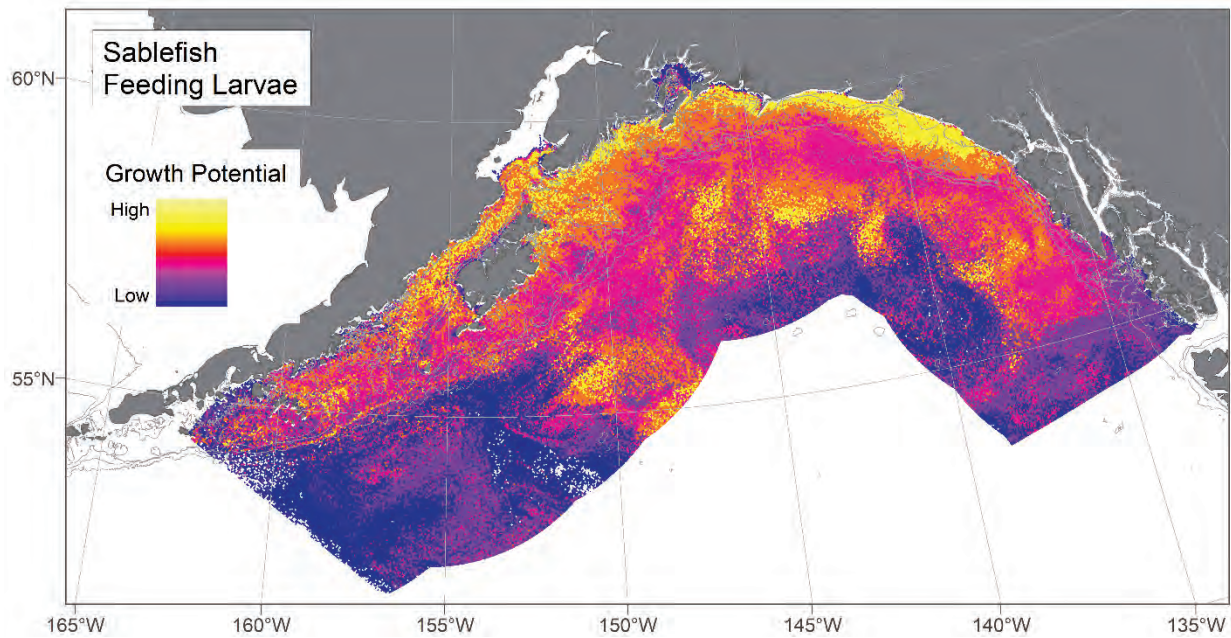 Sablefish
Feeding Larvae
Growth Potential
High
Low
60°N
55°N
165°W
160°W
155°W
150°W
145°W
140°W
135°W